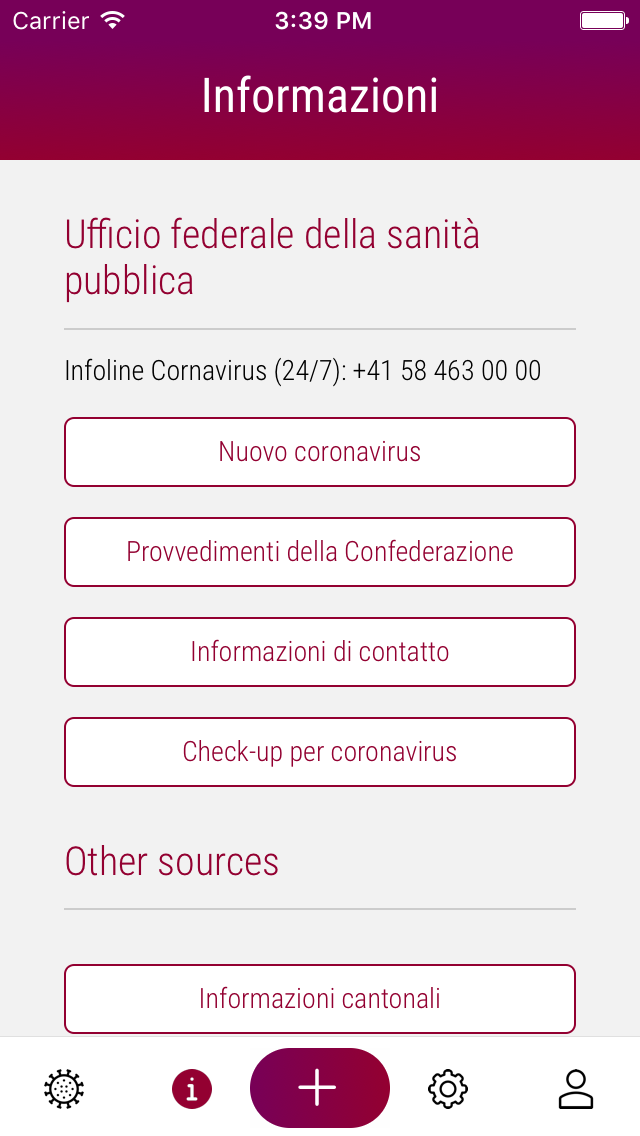 Carrier 3:39 PM
Informazioni
Ufficio federale della sanità
pubblica
Infoline Cornavirus (24/7): +41 58 463 00 00
Nuovo coronavirus
Provvedimenti della Confederazione
Informazioni di contatto
Check-up per coronavirus
Other sources
Informazioni cantonali